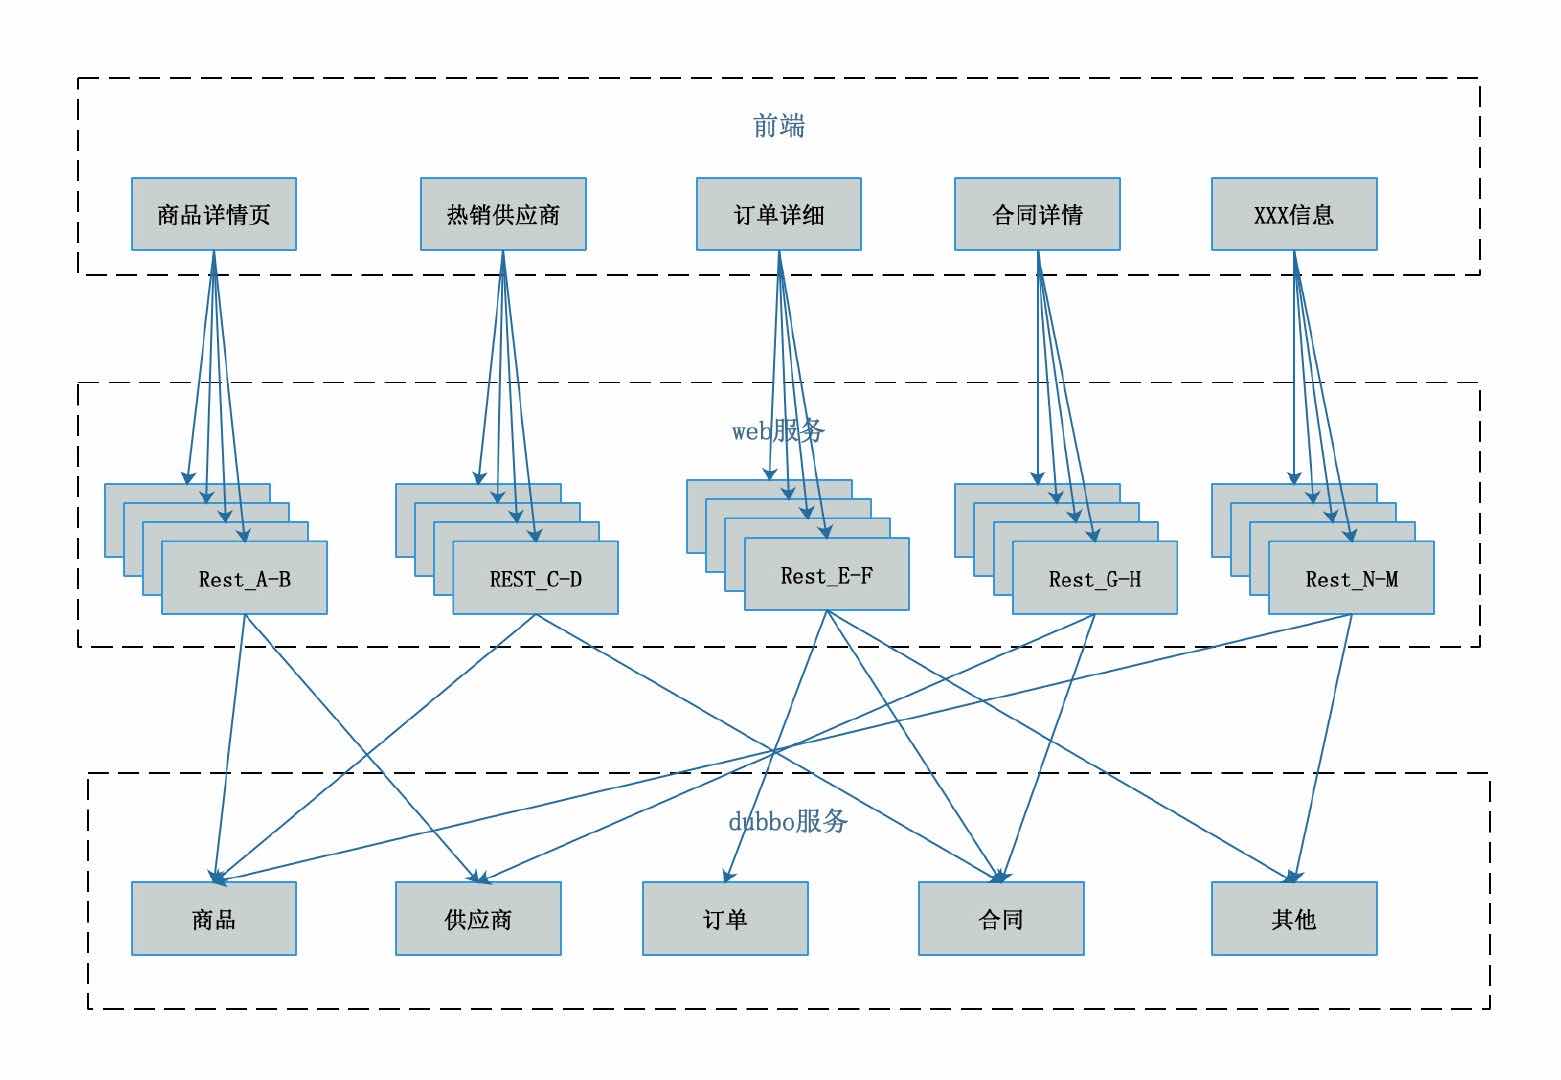 前端
商品详情页
热销供应商
订单详细
合同详情
XXX信息
web服务
Rest_A-B
REST_C-D
Rest_E-F
Rest_G-H
Rest_N-M
dubbo服务
商品
供应商
订单
合同
其他